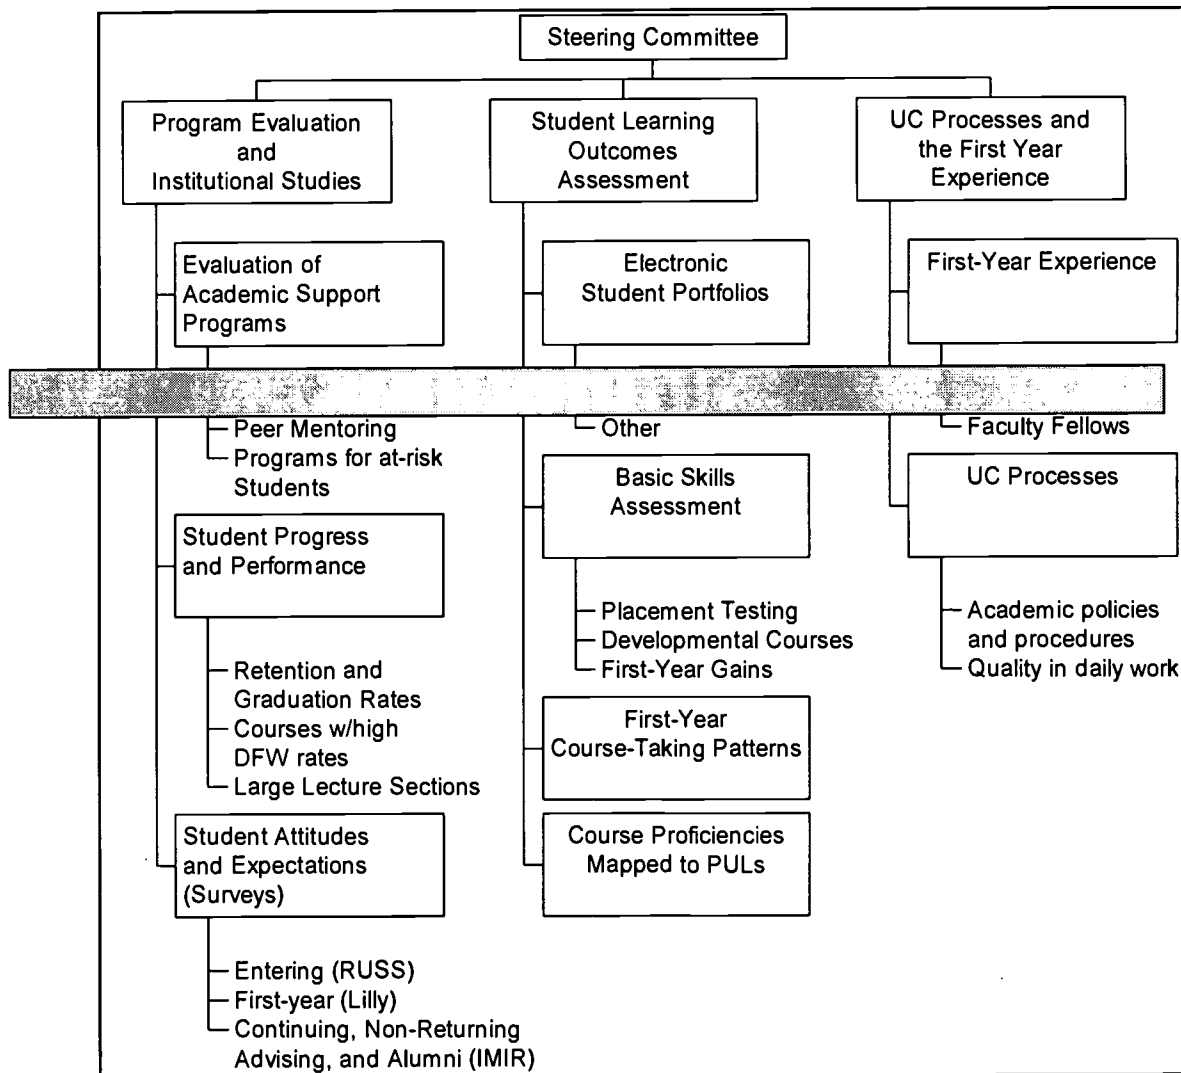 Steering Committee
Program Evaluation
and
Institutional Studies
Evaluation of
Academic Support
Programs
Peer Mentoring
Programs for at-risk
Students
Student Progress
and Performance
Retention and
Graduation Rates
Courses w/high
DFW rates
Large Lecture Sections
Student Attitudes
and Expectations
(Surveys)
Entering (RUSS)
First-year (Lilly)
Continuing, Non-Returning
Advising, and Alumni (IMIR)
Student Learning
Outcomes
Assessment
Electronic
Student Portfolios
Other
Basic Skills
Assessment
Placement Testing
Developmental Courses
First-Year Gains
First-Year
Course-Taking Patterns
Course Proficiencies
Mapped to PULs
UC Processes and
the First Year
Experience
First-Year Experience
Faculty Fellows
UC Processes
Academic policies
and procedures
Quality in daily work